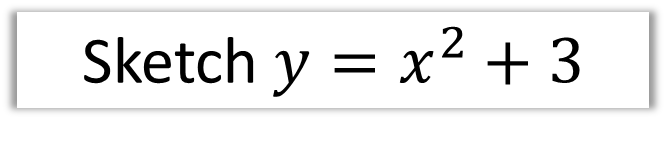 Sketch y = x² + 3